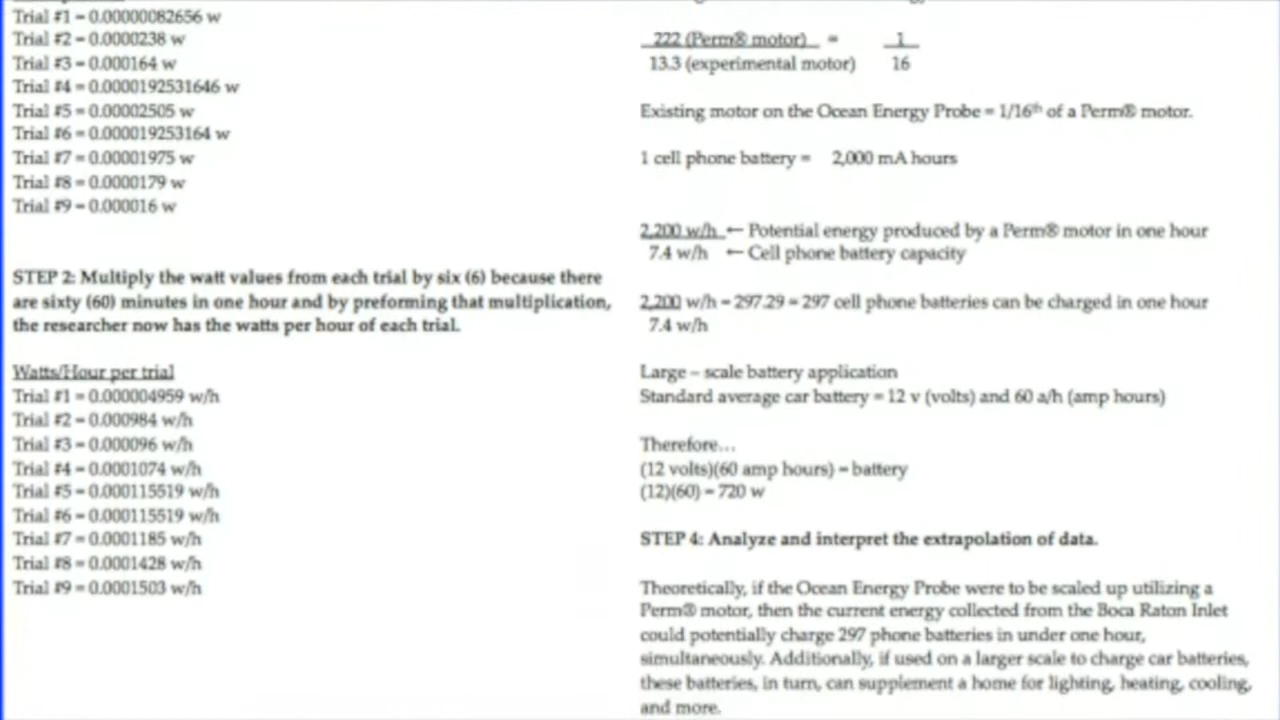 Trial #1 = 0.00000082656 w
Trial #2 = 0.0000238 w
Trial #3 = 0.000164 w
Trial #4 = 0.0000192531646 w
Trial #5 = 0.00002505 w
Trial #6 = 0.000019253164 w
Trial #7 = 0.00001975 w
Trial #8 = 0.0000179 w
Trial #9 = 0.000016 w
STEP 2: Multiply the watt values from each trial by six (6) because there
are sixty (60) minutes in one hour and by preforming that multiplication,
the researcher now has the watts per hour of each trial.
Watts/Hour per trial
Trial #1 = 0.000004959 w/h
Trial #2 = 0.000984 w/h
Trial #3 = 0.000096 w/h
Trial #4 = 0.0001074 w/h
Trial #5 = 0.000115519 w/h
Trial #6 = 0.000115519 w/h
Trial #7 = 0.0001185 w/h
Trial #8 = 0.0001428 w/h
Trial #9 = 0.0001503 w/h
222 (Perm® motor) = 1
13.3 (experimental motor) 16
Existing motor on the Ocean Energy Probe = 1/16th of a Perm® motor.
1 cell phone battery = 2,000 mA hours
2,200 w/h ← Potential energy produced by a Perm® motor in one hour
7.4 w/h ← Cell phone battery capacity
2,200 w/h = 297.29 = 297 cell phone batteries can be charged in one hour
7.4 w/h
Large – scale battery application
Standard average car battery = 12 v (volts) and 60 a/h (amp hours)
Therefore…
(12 volts)(60 amp hours) = battery
(12)(60) = 720 w
STEP 4: Analyze and interpret the extrapolation of data.
Theoretically, if the Ocean Energy Probe were to be scaled up utilizing a
Perm® motor, then the current energy collected from the Boca Raton Inlet
could potentially charge 297 phone batteries in under one hour,
simultaneously. Additionally, if used on a larger scale to charge car batteries,
these batteries, in turn, can supplement a home for lighting, heating, cooling,
and more.